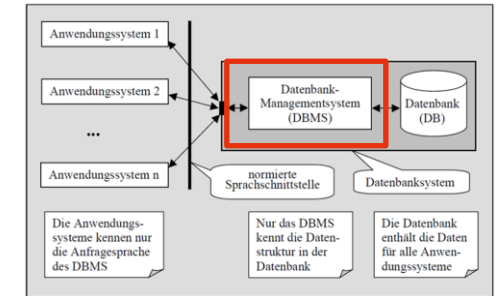 Anwendungssystem 1
Anwendungssystem 2
...
Anwendungssystem n
Datenbank-
Managementsystem
(DBMS)
Datenbank
(DB)
normierte
Sprachschnittstelle
Datenbanksystem
Die Anwendungs-
systeme kennen nur
die Anfragesprache
des DBMS
Nur das DBMS
kennt die Daten-
struktur in der
Datenbank
Die Datenbank
enthält die Daten
für alle Anwen-
dungssysteme